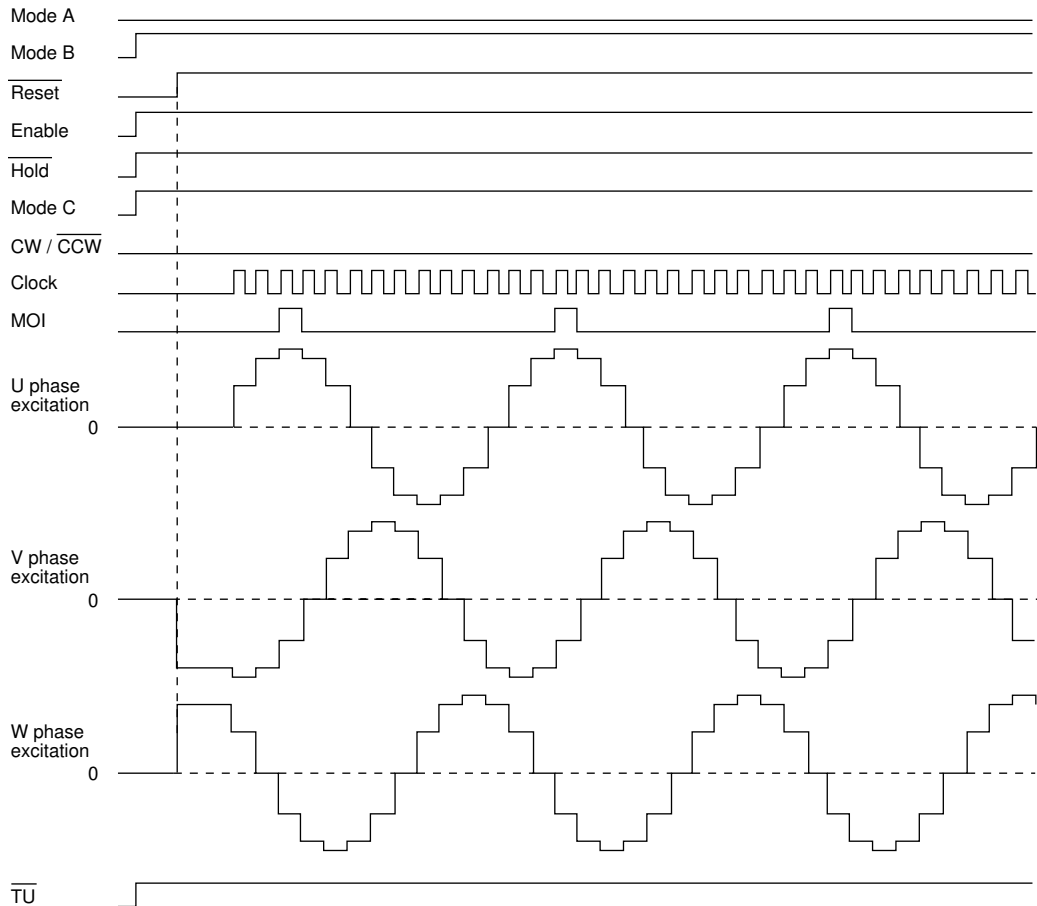 Mode A
Mode B
Reset
Enable
Hold
Mode C
CW / CCW
Clock
MOI
U phase
excitation
0
V phase
excitation
0
W phase
excitation
0
TU